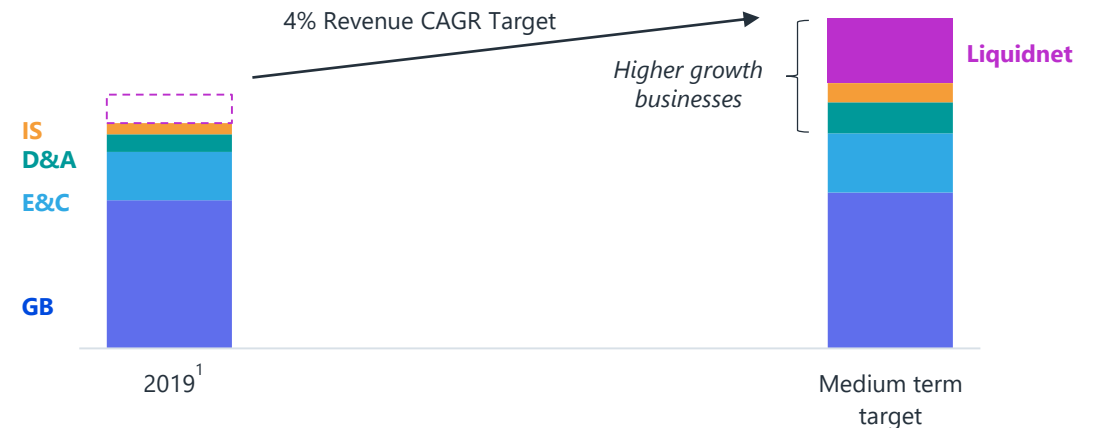 4% Revenue CAGR Target
Higher growth
businesses
Liquidnet
IS
D&A
E&C
GB
2019¹
Medium term
target